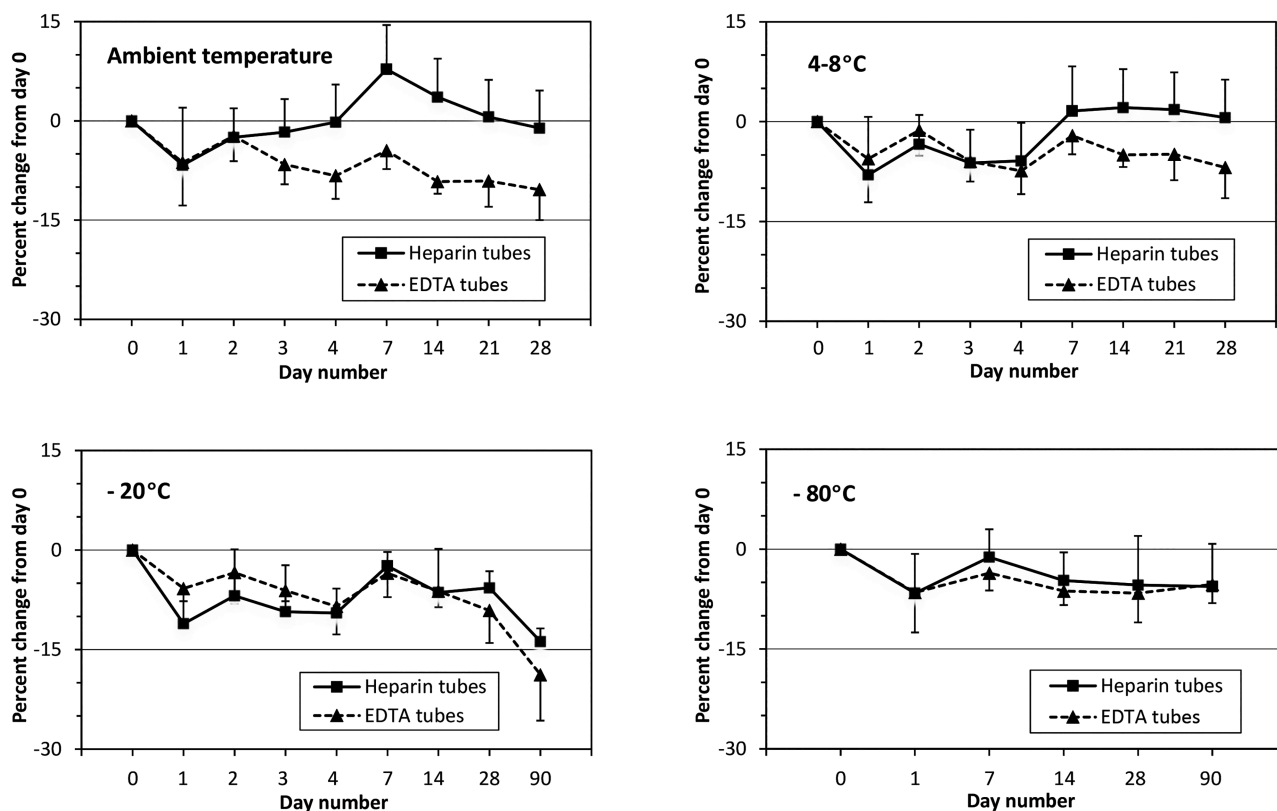 Ambient temperature
Percent change from day 0
15
0
-15
-30
Heparin tubes
EDTA tubes
0 1 2 3 4 7 14 21 28
Day number
4-8°C
Percent change from day 0
15
0
-15
-30
Heparin tubes
EDTA tubes
0 1 2 3 4 7 14 21 28
Day number
- 20°C
Percent change from day 0
15
0
-15
-30
Heparin tubes
EDTA tubes
0 1 2 3 4 7 14 28 90
Day number
- 80°C
Percent change from day 0
15
0
-15
-30
Heparin tubes
EDTA tubes
0 1 7 14 28 90
Day number